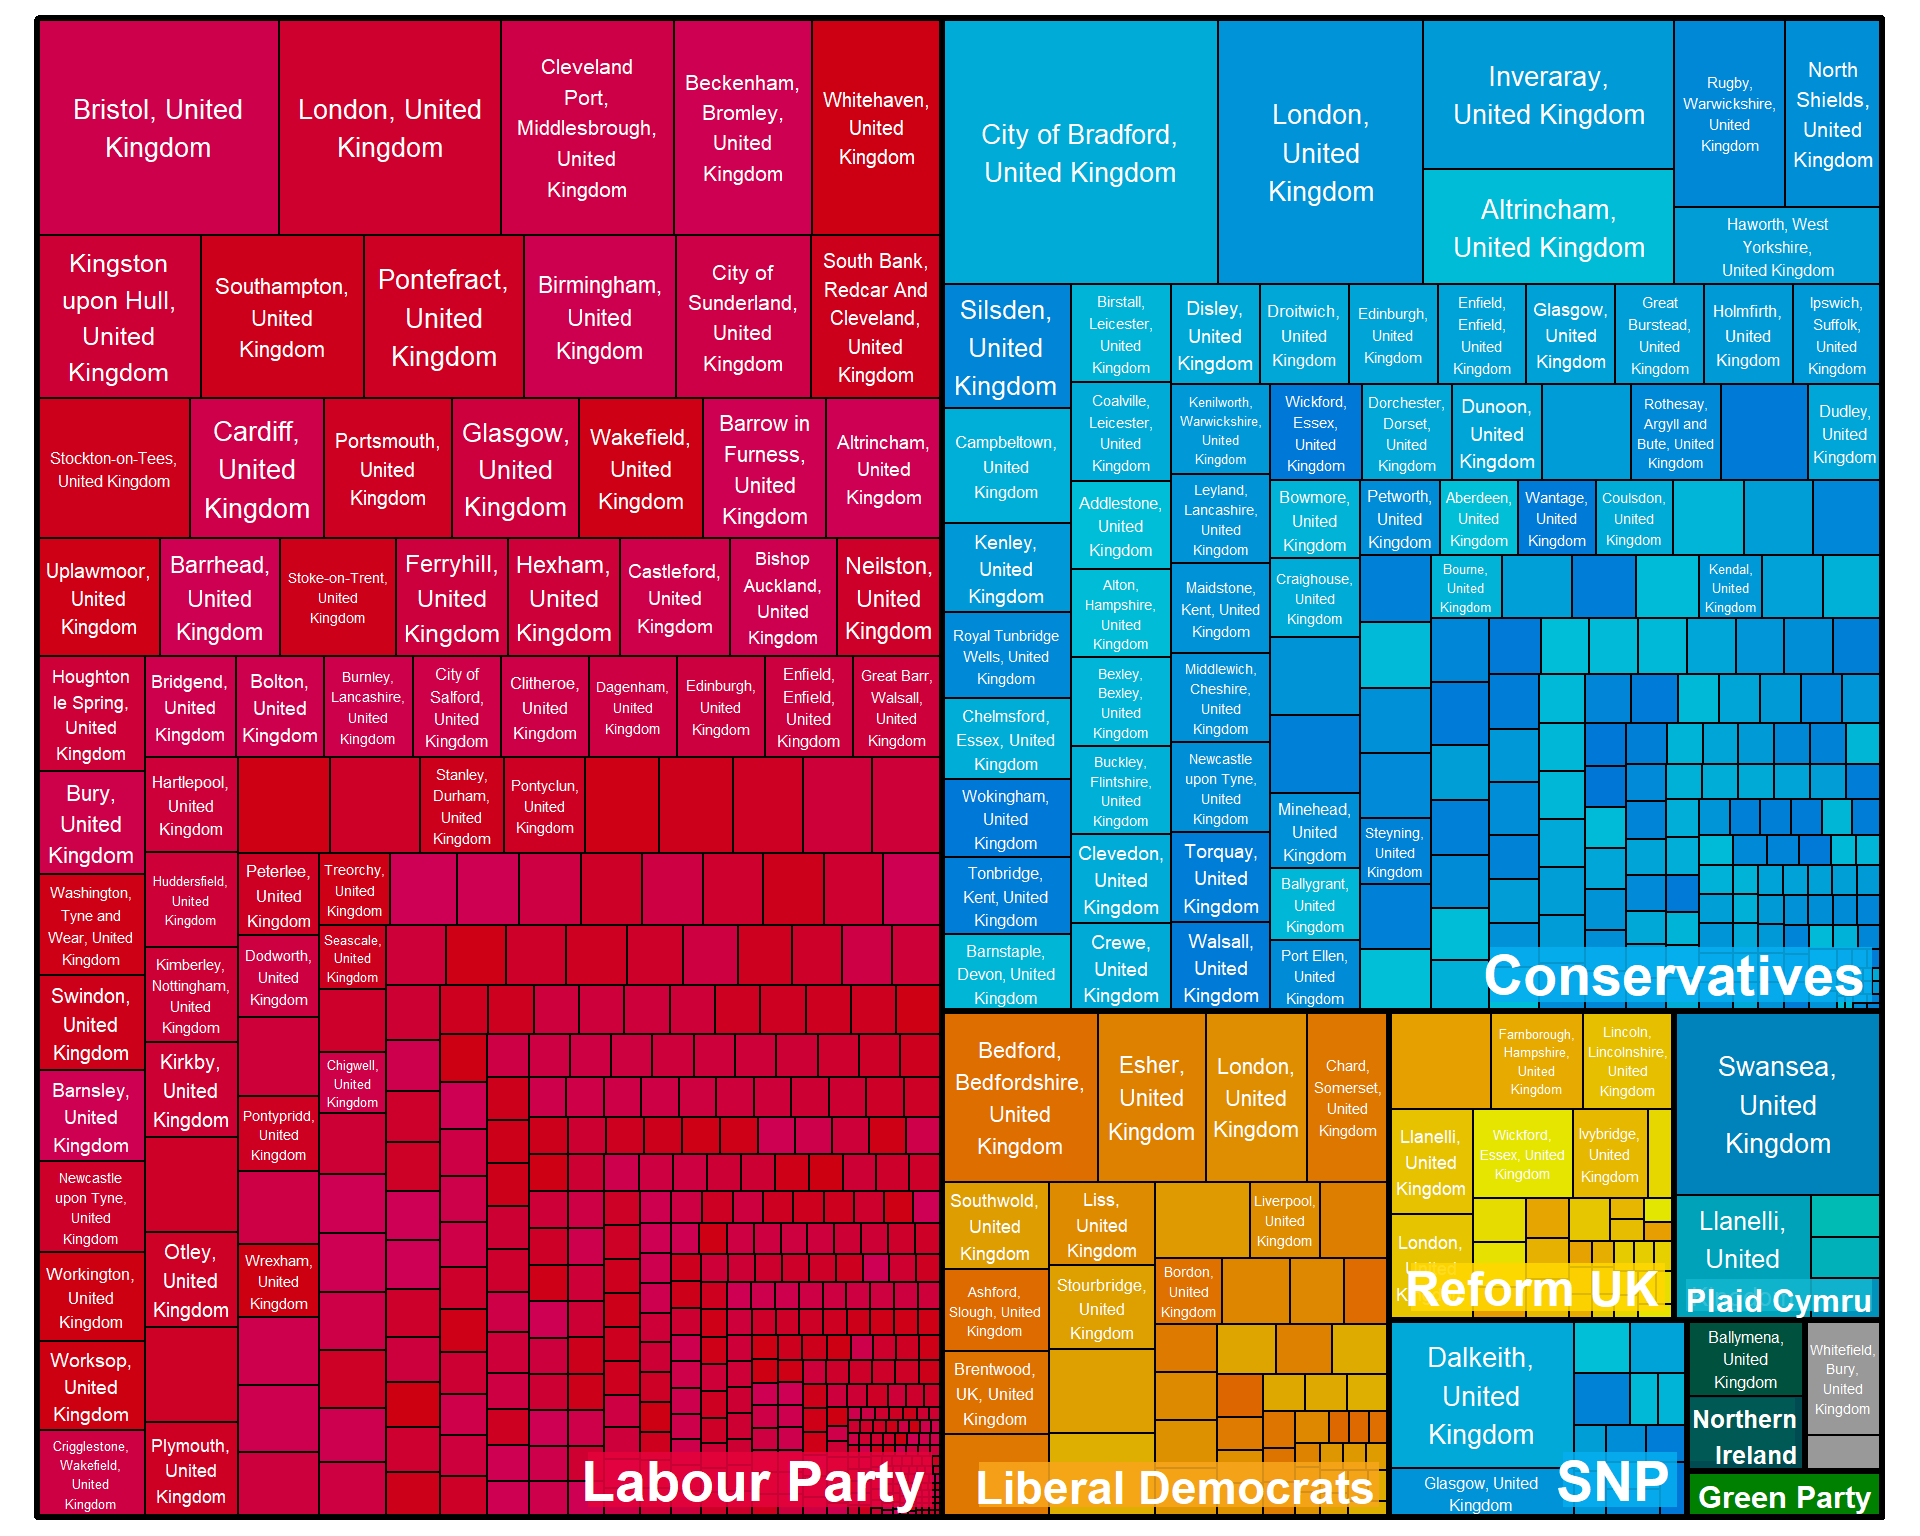 Bristol, United
Kingdom
London, United
Kingdom
Cleveland
Port,
Middlesbrough,
United
Kingdom
Beckenham,
Bromley,
United
Kingdom
Whitehaven,
United
Kingdom
Kingston
upon Hull,
United
Kingdom
Southampton,
United
Kingdom
Pontefract,
United
Kingdom
Birmingham,
United
Kingdom
City of
Sunderland,
United
Kingdom
South Bank,
Redcar And
Cleveland,
United
Kingdom
Stockton-on-Tees,
United Kingdom
Cardiff,
United
Kingdom
Portsmouth,
United
Kingdom
Glasgow,
United
Kingdom
Wakefield,
United
Kingdom
Barrow in
Furness,
United
Kingdom
Altrincham,
United
Kingdom
Uplawmoor,
United
Kingdom
Barrhead,
United
Kingdom
Stoke-on-Trent,
United
Kingdom
Ferryhill,
United
Kingdom
Hexham,
United
Kingdom
Castleford,
United
Kingdom
Bishop
Auckland,
United
Kingdom
Neilston,
United
Kingdom
Houghton
le Spring,
United
Kingdom
Bridgend,
United
Kingdom
Bolton,
United
Kingdom
Burnley,
Lancashire,
United
Kingdom
City of
Salford,
United
Kingdom
Clitheroe,
United
Kingdom
Dagenham,
United
Kingdom
Edinburgh,
United
Kingdom
Enfield,
Enfield,
United
Kingdom
Great Barr,
Walsall,
United
Kingdom
Bury,
United
Kingdom
Hartlepool,
United
Kingdom
Stanley,
Durham,
United
Kingdom
Pontyclun,
United
Kingdom
Washington,
Tyne and
Wear, United
Kingdom
Huddersfield,
United
Kingdom
Peterlee,
United
Kingdom
Treorchy,
United
Kingdom
Swindon,
United
Kingdom
Kimberley,
Nottingham,
United
Kingdom
Dodworth,
United
Kingdom
Seascale,
United
Kingdom
Barnsley,
United
Kingdom
Kirkby,
United
Kingdom
Pontypridd,
United
Kingdom
Chigwell,
United
Kingdom
Newcastle
upon Tyne,
United
Kingdom
Workington,
United
Kingdom
Otley,
United
Kingdom
Wrexham,
United
Kingdom
Worksop,
United
Kingdom
Crigglestone,
Wakefield,
United
Kingdom
Plymouth,
United
Kingdom
Labour Party
City of Bradford,
United Kingdom
London,
United
Kingdom
Inveraray,
United Kingdom
Altrincham,
United Kingdom
Rugby,
Warwickshire,
United
Kingdom
North
Shields,
United
Kingdom
Haworth, West
Yorkshire,
United Kingdom
Silsden,
United
Kingdom
Birstall,
Leicester,
United
Kingdom
Disley,
United
Kingdom
Droitwich,
United
Kingdom
Edinburgh,
United
Kingdom
Enfield,
Enfield,
United
Kingdom
Glasgow,
United
Kingdom
Great
Burstead,
United
Kingdom
Holmfirth,
United
Kingdom
Ipswich,
Suffolk,
United
Kingdom
Campbeltown,
United
Kingdom
Coalville,
Leicester,
United
Kingdom
Kenilworth,
Warwickshire,
United
Kingdom
Wickford,
Essex,
United
Kingdom
Dorchester,
Dorset,
United
Kingdom
Dunoon,
United
Kingdom
Rothesay,
Argyll and
Bute, United
Kingdom
Dudley,
United
Kingdom
Addlestone,
United
Kingdom
Leyland,
Lancashire,
United
Kingdom
Bowmore,
United
Kingdom
Petworth,
United
Kingdom
Aberdeen,
United
Kingdom
Wantage,
United
Kingdom
Coulsdon,
United
Kingdom
Kenley,
United
Kingdom
Alton,
Hampshire,
United
Kingdom
Maidstone,
Kent, United
Kingdom
Craighouse,
United
Kingdom
Bourne,
United
Kingdom
Kendal,
United
Kingdom
Royal Tunbridge
Wells, United
Kingdom
Bexley,
Bexley,
United
Kingdom
Middlewich,
Cheshire,
United
Kingdom
Chelmsford,
Essex, United
Kingdom
Buckley,
Flintshire,
United
Kingdom
Newcastle
upon Tyne,
United
Kingdom
Wokingham,
United
Kingdom
Minehead,
United
Kingdom
Steyning,
United
Kingdom
Tonbridge,
Kent, United
Kingdom
Clevedon,
United
Kingdom
Torquay,
United
Kingdom
Ballygrant,
United
Kingdom
Barnstaple,
Devon, United
Kingdom
Crewe,
United
Kingdom
Walsall,
United
Kingdom
Port Ellen,
United
Kingdom
Conservatives
Bedford,
Bedfordshire,
United
Kingdom
Esher,
United
Kingdom
London,
United
Kingdom
Chard,
Somerset,
United
Kingdom
Southwold,
United
Kingdom
Liss,
United
Kingdom
Liverpool,
United
Kingdom
Ashford,
Slough, United
Kingdom
Stourbridge,
United
Kingdom
Bordon,
United
Kingdom
Brentwood,
UK, United
Kingdom
Liberal Democrats
Farnborough,
Hampshire,
United
Kingdom
Lincoln,
Lincolnshire,
United
Kingdom
Llanelli,
United
Kingdom
Wickford,
Essex, United
Kingdom
Ivybridge,
United
Kingdom
London,
Reform UK
Swansea,
United
Kingdom
Llanelli,
United
Plaid Cymru
Dalkeith,
United
Kingdom
Glasgow, United
Kingdom
SNP
Ballymena,
United
Kingdom
Northern
Ireland
Whitefield,
Bury,
United
Kingdom
Green Party